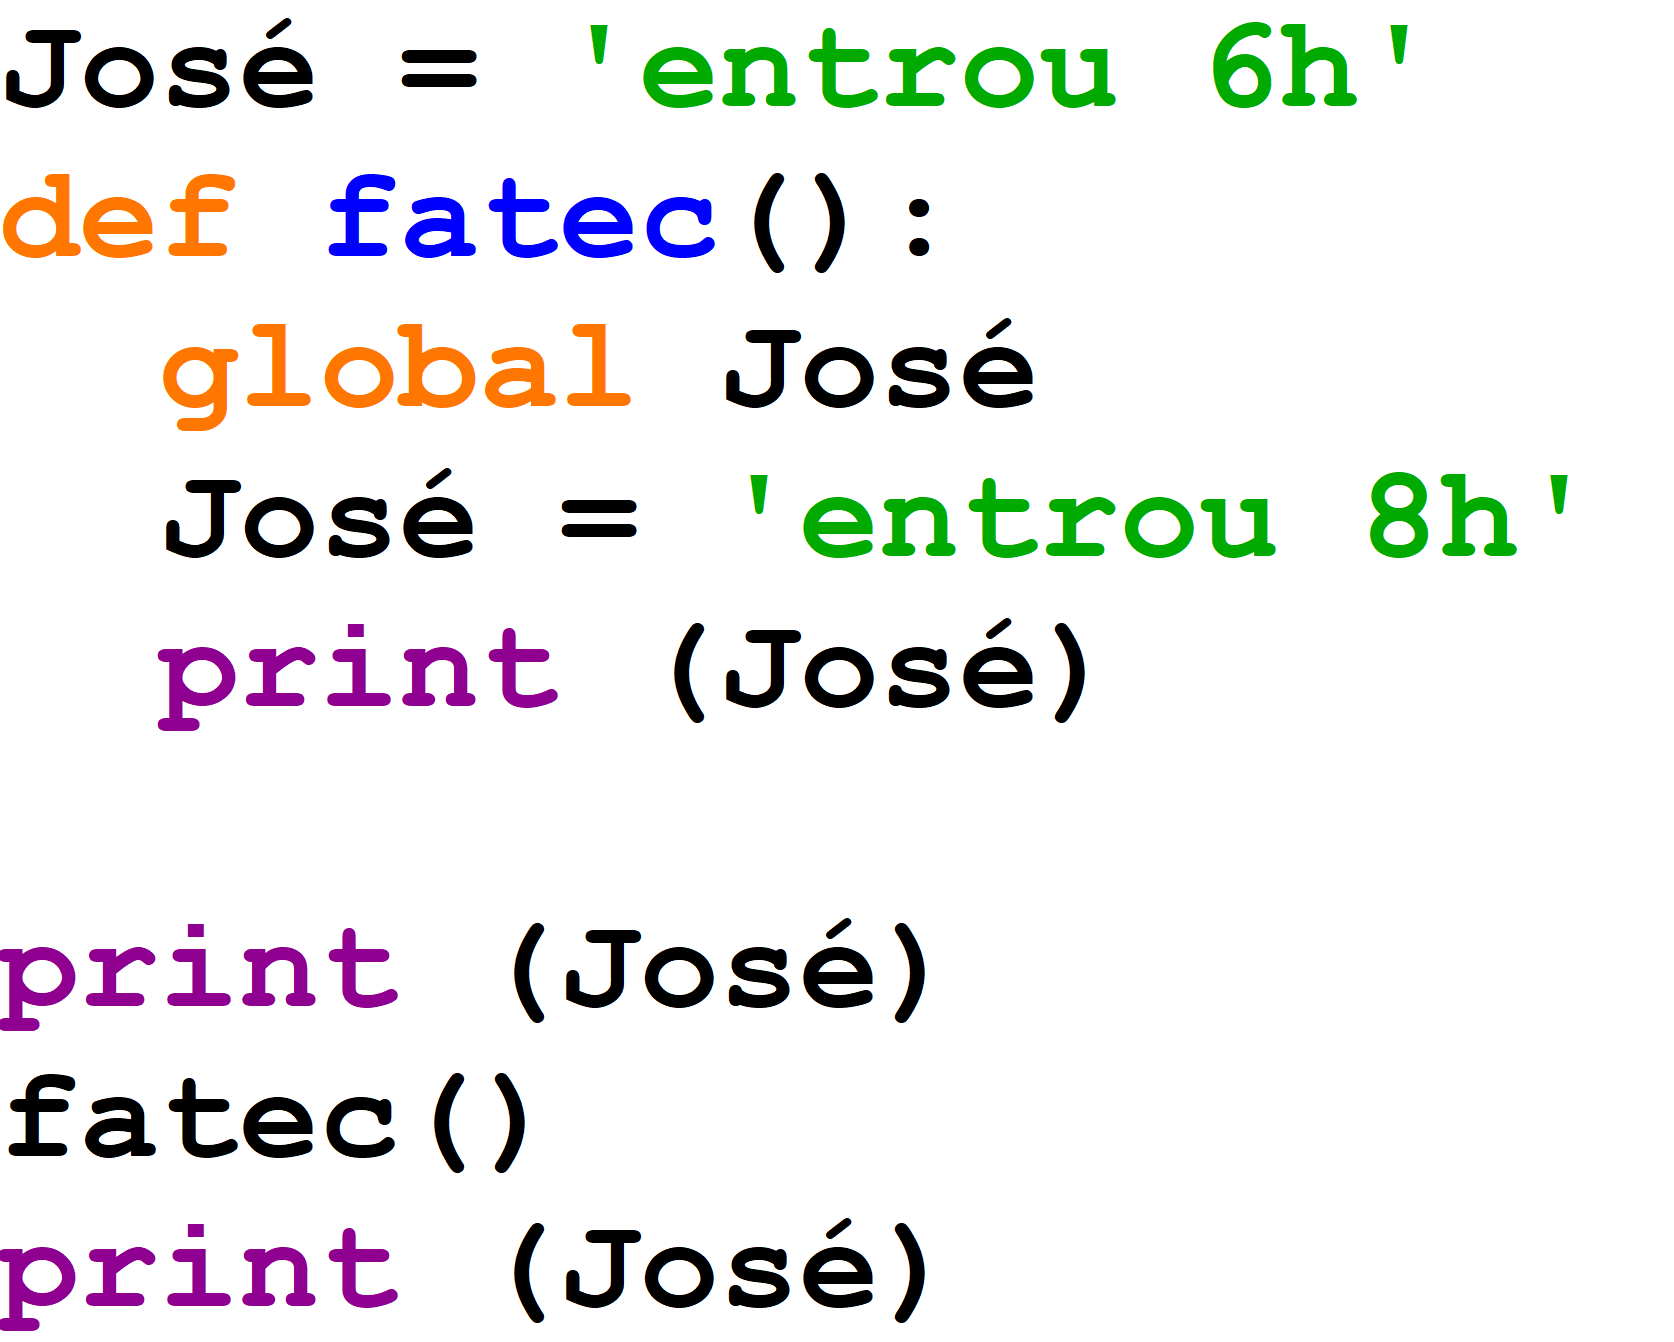 José = 'entrou 6h'
def fatec():
  global José
  José = 'entrou 8h'
  print (José)

print (José)
fatec()
print (José)